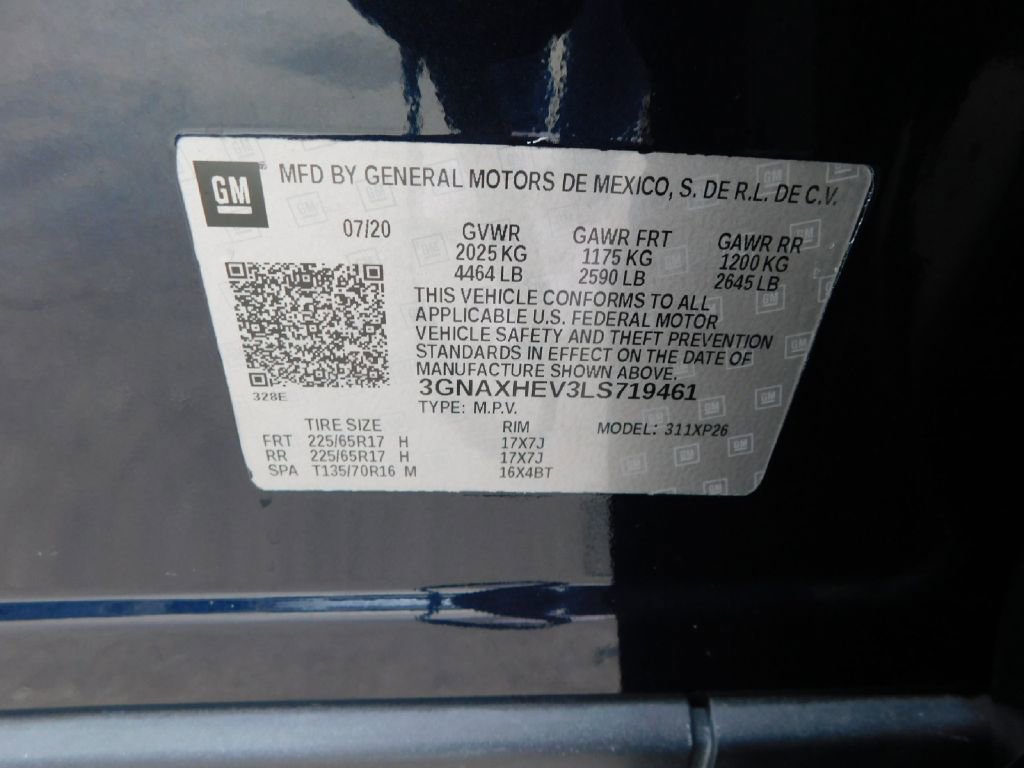 GM
MFD BY GENERAL MOTORS DE MEXICO, S. DE R.L. DE C.V.
07/20
GVWR GAWR FRT GAWR RR
2025 KG 1175 KG 1200 KG
4464 LB 2590 LB 2645 LB
THIS VEHICLE CONFORMS TO ALL
APPLICABLE U.S. FEDERAL MOTOR
VEHICLE SAFETY AND THEFT PREVENTION
STANDARDS IN EFFECT ON THE DATE OF
MANUFACTURE SHOWN ABOVE.
3GNAXHEV3LS719461
328E
TYPE: M.P.V.
TIRE SIZE RIM MODEL: 311XP26
FRT 225/65R17 H 17X7J
RR 225/65R17 H 17X7J
SPA T135/70R16 M 16X4BT